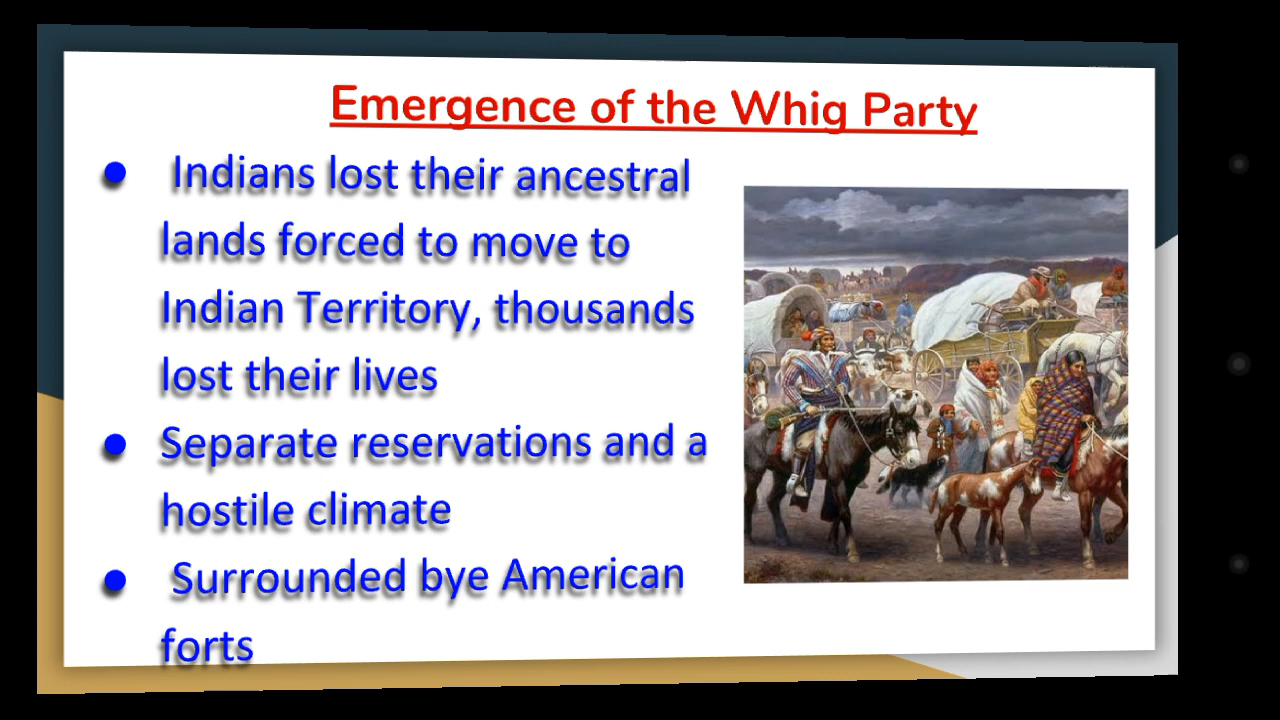 Emergence of the Whig Party
● Indians lost their ancestral
lands forced to move to
Indian Territory, thousands
lost their lives
● Separate reservations and a
hostile climate
● Surrounded bye American
forts